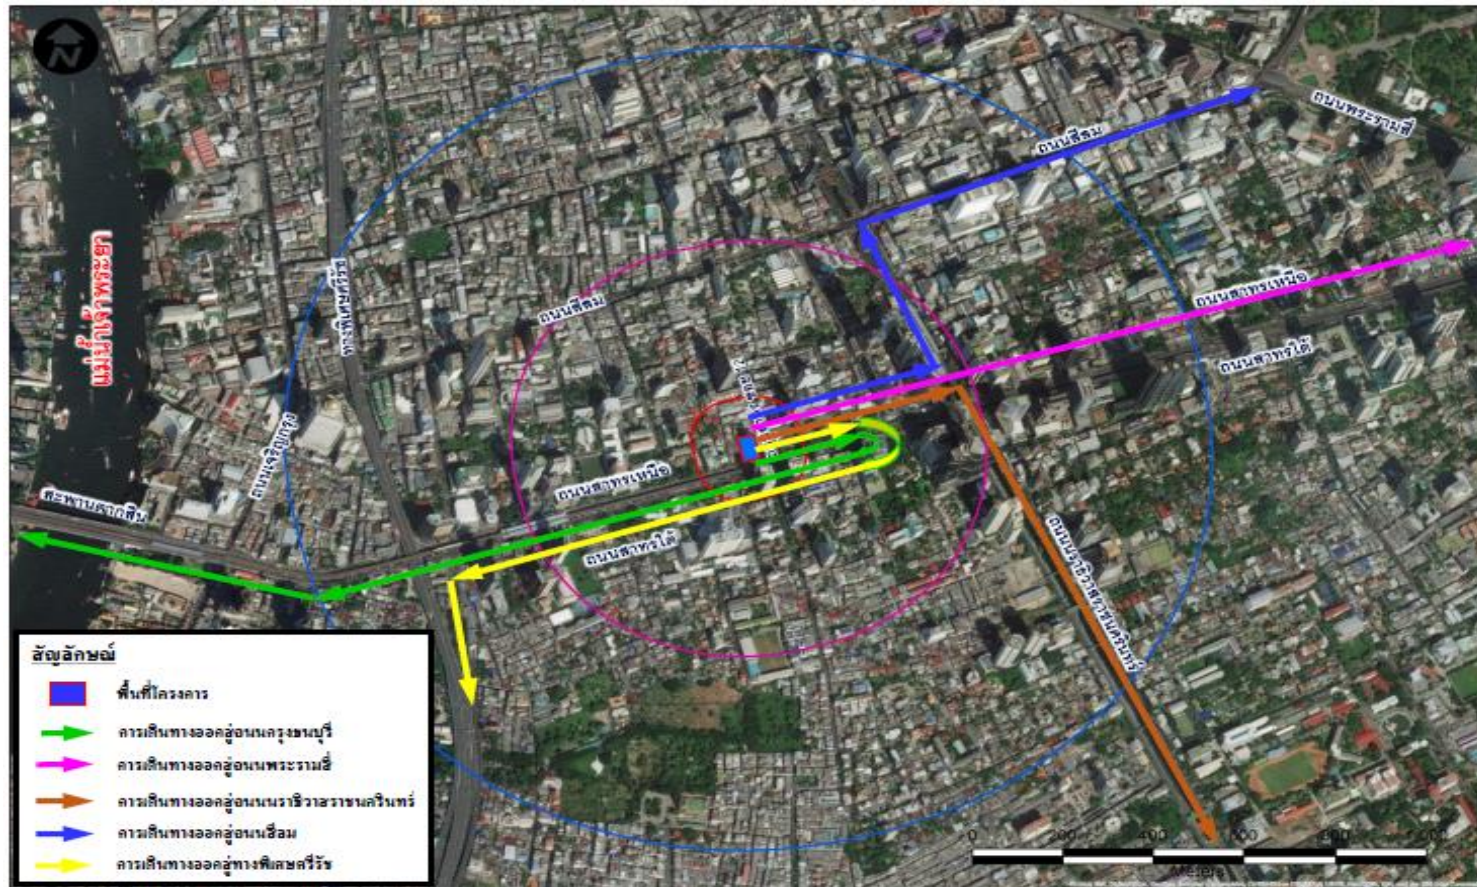 N
ถนนพระรามสี่
ถนนสีลม
ทางพิเศษศรีรัช
แม่น้ำเจ้าพระยา
ถนนสีลม
ถนนสาทรเหนือ
ถนนสาทรใต้
ถนนเจริญกรุง
สะพานตากสิน
ถนนสาทรเหนือ
ถนนสาทรใต้
ถนนนราธิวาสราชนครินทร์
สัญลักษณ์
พื้นที่โครงการ
การเดินทางออกสู่ถนนกรุงธนบุรี
การเดินทางออกสู่ถนนพระรามสี่
การเดินทางออกสู่ถนนนราธิวาสราชนครินทร์
การเดินทางออกสู่ถนนสีลม
การเดินทางออกสู่ทางพิเศษศรีรัช
0 200 400 600 800
Meters